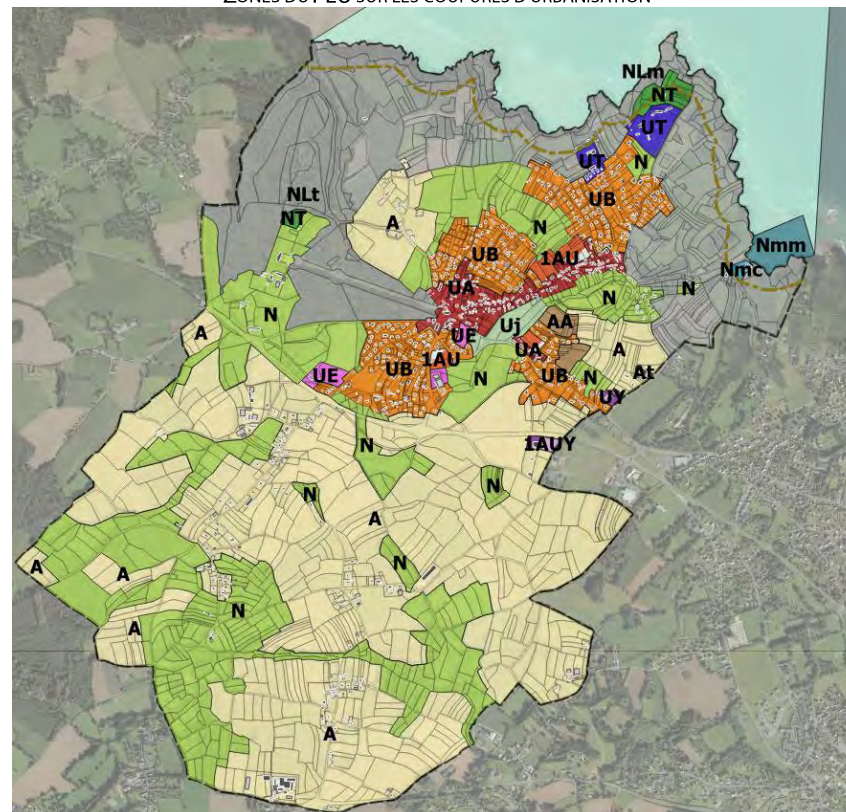 ZONES DU PLU SUR LES COUPURES D'URBANISATION
NLm
NT
UT
UT
N
NLt
NT
A
N
UB
UB
1AU
Nmm
Nmc
N
UA
N
N
A
Uj
AA
UE
UA
A
1AU
UB
UE
N
UB
N
At
UY
N
1AUY
N
N
A
N
A
A
N
A
A